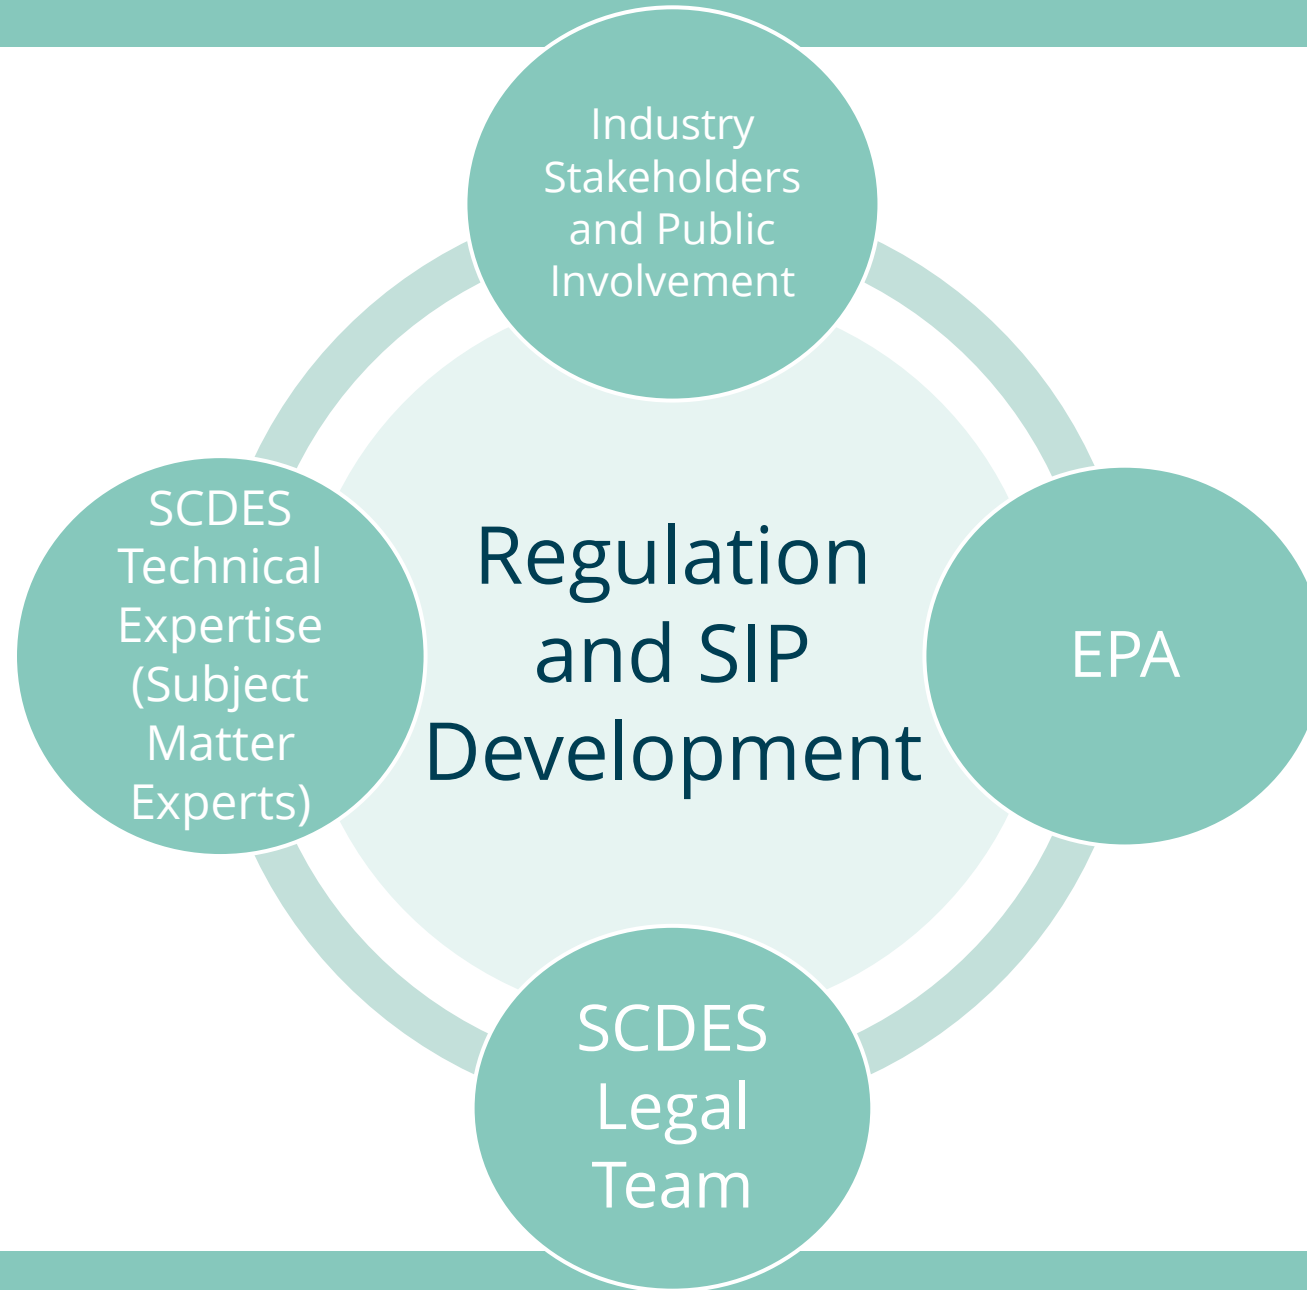 Industry
Stakeholders
and Public
Involvement
SCDES
Technical
Expertise
(Subject
Matter
Experts)
Regulation
and SIP
Development
EPA
SCDES
Legal
Team